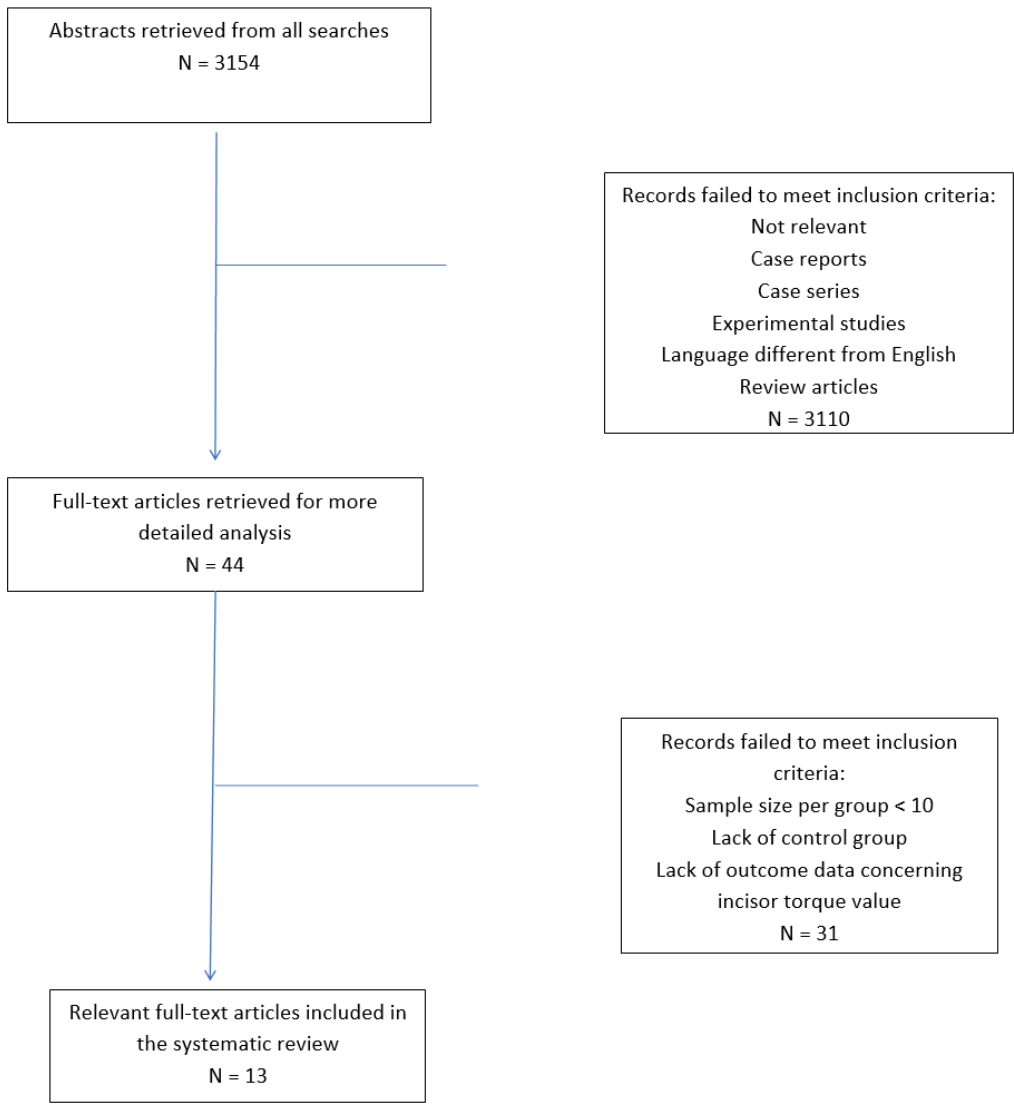 Abstracts retrieved from all searches
N = 3154
Records failed to meet inclusion criteria:
Not relevant
Case reports
Case series
Experimental studies
Language different from English
Review articles
N = 3110
Full-text articles retrieved for more
detailed analysis
N = 44
Records failed to meet inclusion
criteria:
Sample size per group < 10
Lack of control group
Lack of outcome data concerning
incisor torque value
N = 31
Relevant full-text articles included in
the systematic review
N = 13